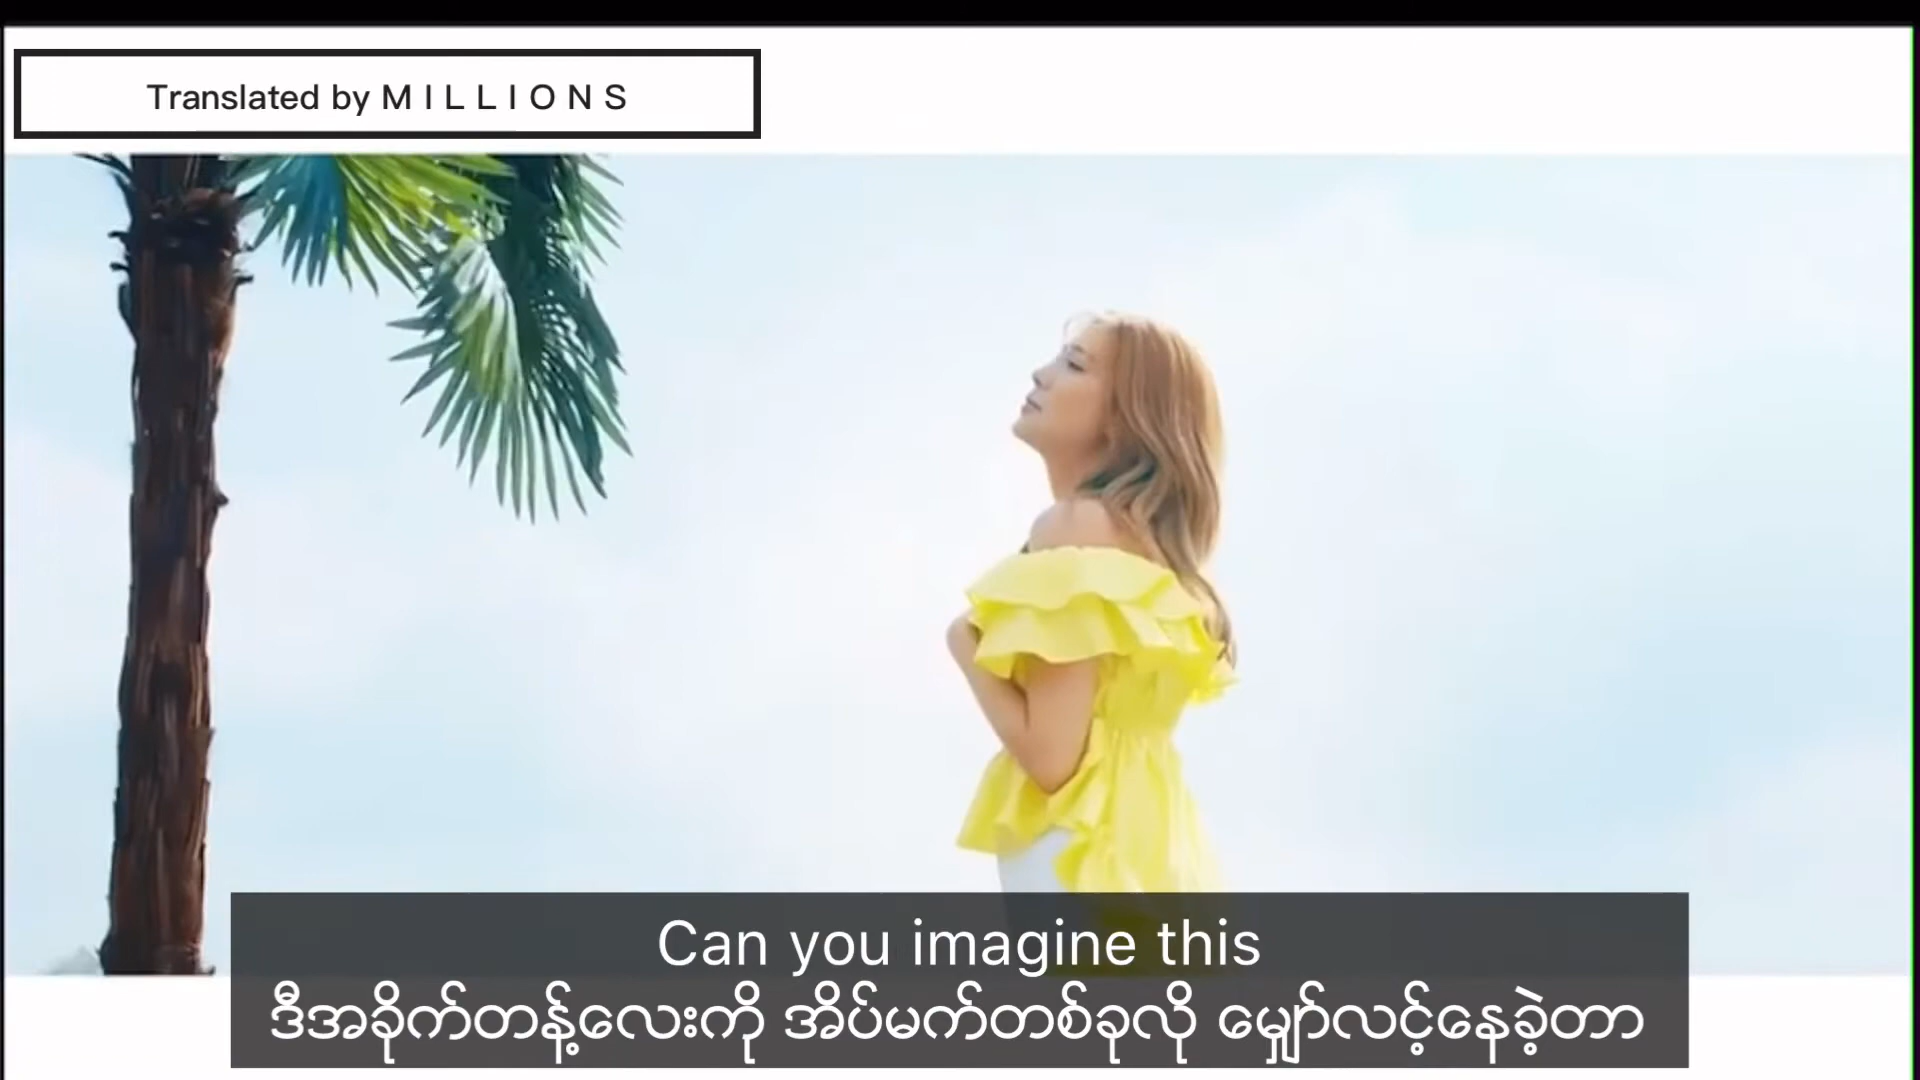 Translated by M I L L I O N S
Can you imagine this
ဒီအခိုက်တန့်လေးကို အိပ်မက်တစ်ခုလို မျှော်လင့်နေခဲ့တာ